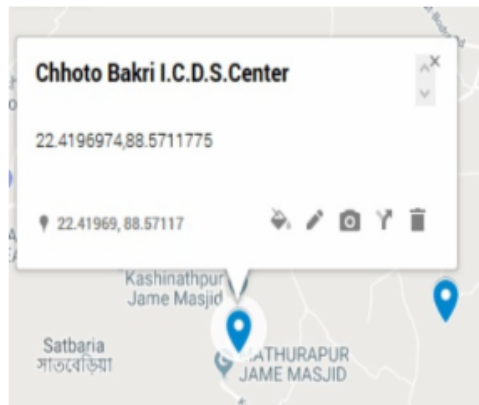 Chhoto Bakri I.C.D.S.Center
22.4196974,88.5711775
22.41969, 88.57117
Kashinathpur
Jame Masjid
Satbaria
সাতবেড়িয়া
JAME MASJID